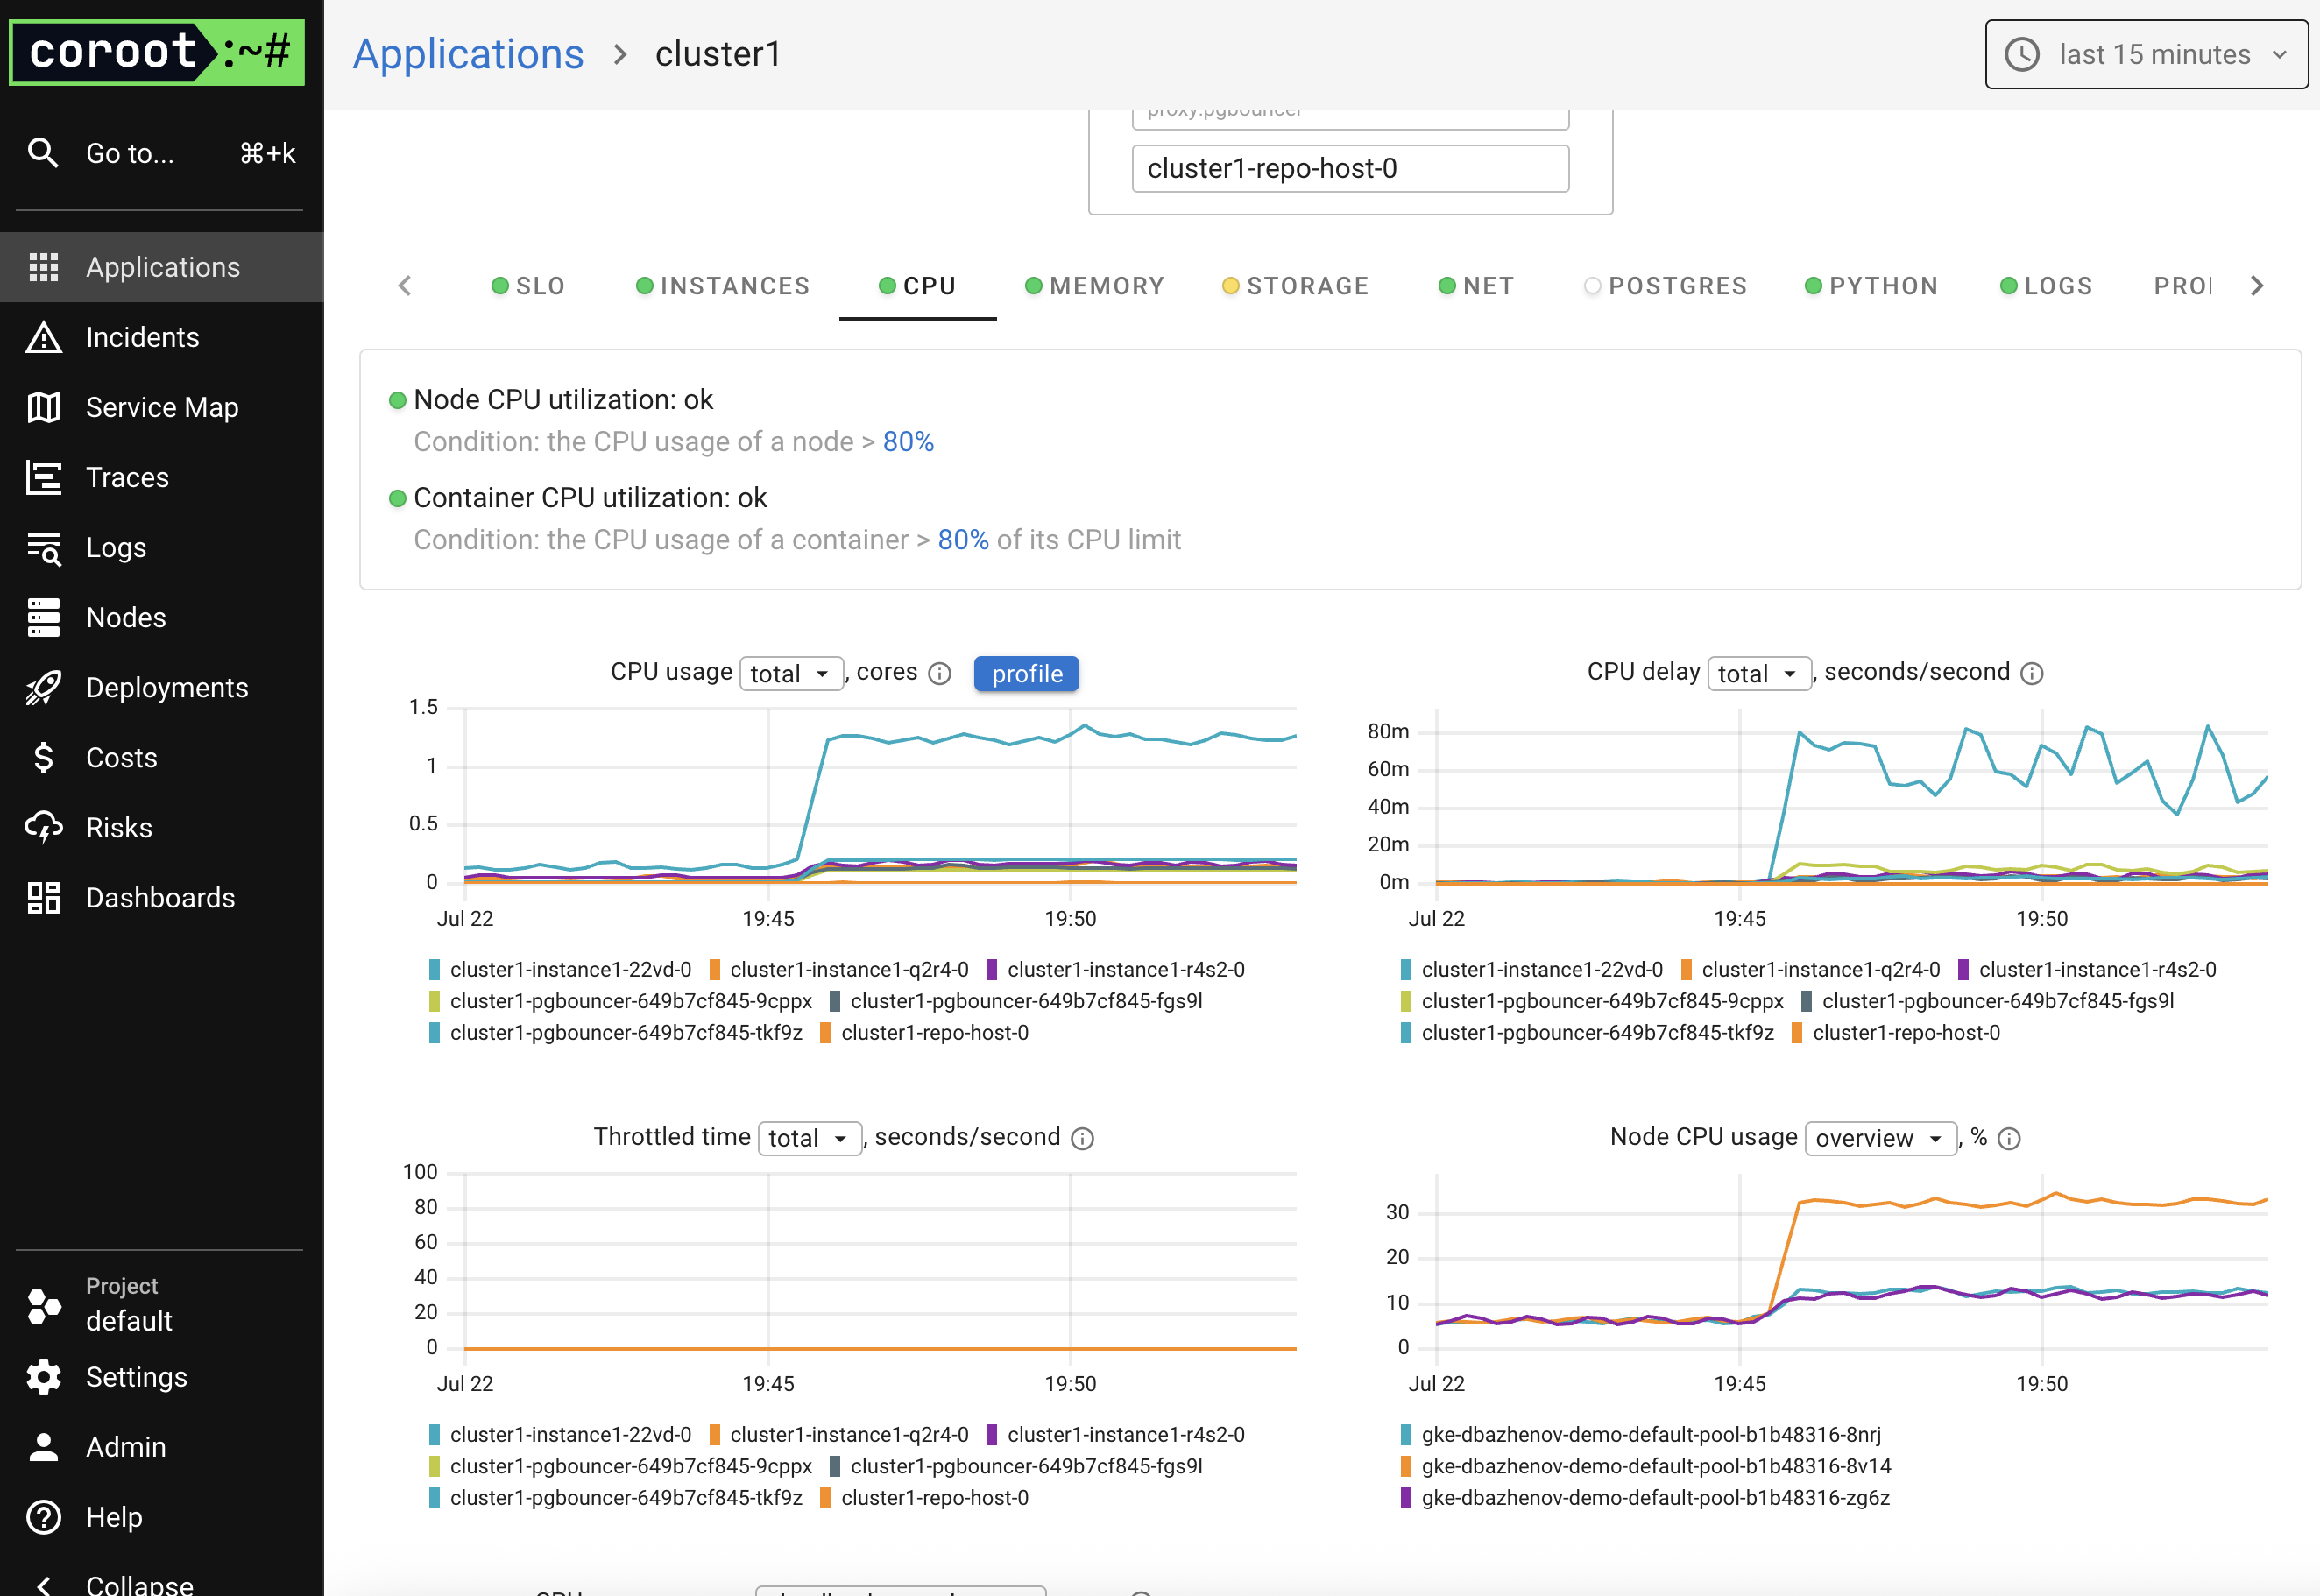 coroot:~#
Applications > cluster1
last 15 minutes
Go to... ⌘+k
Applications
Incidents
Service Map
Traces
Logs
Nodes
Deployments
Costs
Risks
Dashboards
Project
default
Settings
Admin
Help
Collapse
proxy.pgbouncer
cluster1-repo-host-0
SLO INSTANCES CPU MEMORY STORAGE NET POSTGRES PYTHON LOGS
Node CPU utilization: ok
Condition: the CPU usage of a node > 80%
Container CPU utilization: ok
Condition: the CPU usage of a container > 80% of its CPU limit
CPU usage total , cores profile
1.5
1
0.5
0
Jul 22 19:45 19:50
cluster1-instance1-22vd-0 cluster1-instance1-q2r4-0 cluster1-instance1-r4s2-0
cluster1-pgbouncer-649b7cf845-9cppx cluster1-pgbouncer-649b7cf845-fgs9l
cluster1-pgbouncer-649b7cf845-tkf9z cluster1-repo-host-0
CPU delay total , seconds/second
80m
60m
40m
20m
0m
Jul 22 19:45 19:50
cluster1-instance1-22vd-0 cluster1-instance1-q2r4-0 cluster1-instance1-r4s2-0
cluster1-pgbouncer-649b7cf845-9cppx cluster1-pgbouncer-649b7cf845-fgs9l
cluster1-pgbouncer-649b7cf845-tkf9z cluster1-repo-host-0
Throttled time total , seconds/second
100
80
60
40
20
0
Jul 22 19:45 19:50
cluster1-instance1-22vd-0 cluster1-instance1-q2r4-0 cluster1-instance1-r4s2-0
cluster1-pgbouncer-649b7cf845-9cppx cluster1-pgbouncer-649b7cf845-fgs9l
cluster1-pgbouncer-649b7cf845-tkf9z cluster1-repo-host-0
Node CPU usage overview , %
30
20
10
0
Jul 22 19:45 19:50
gke-dbazhenov-demo-default-pool-b1b48316-8nrj
gke-dbazhenov-demo-default-pool-b1b48316-8v14
gke-dbazhenov-demo-default-pool-b1b48316-zg6z